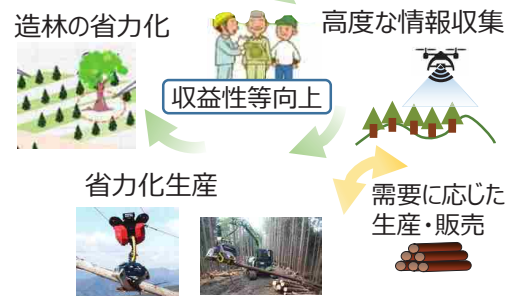 造林の省力化
高度な情報収集
収益性等向上
省力化生産
需要に応じた
生産・販売